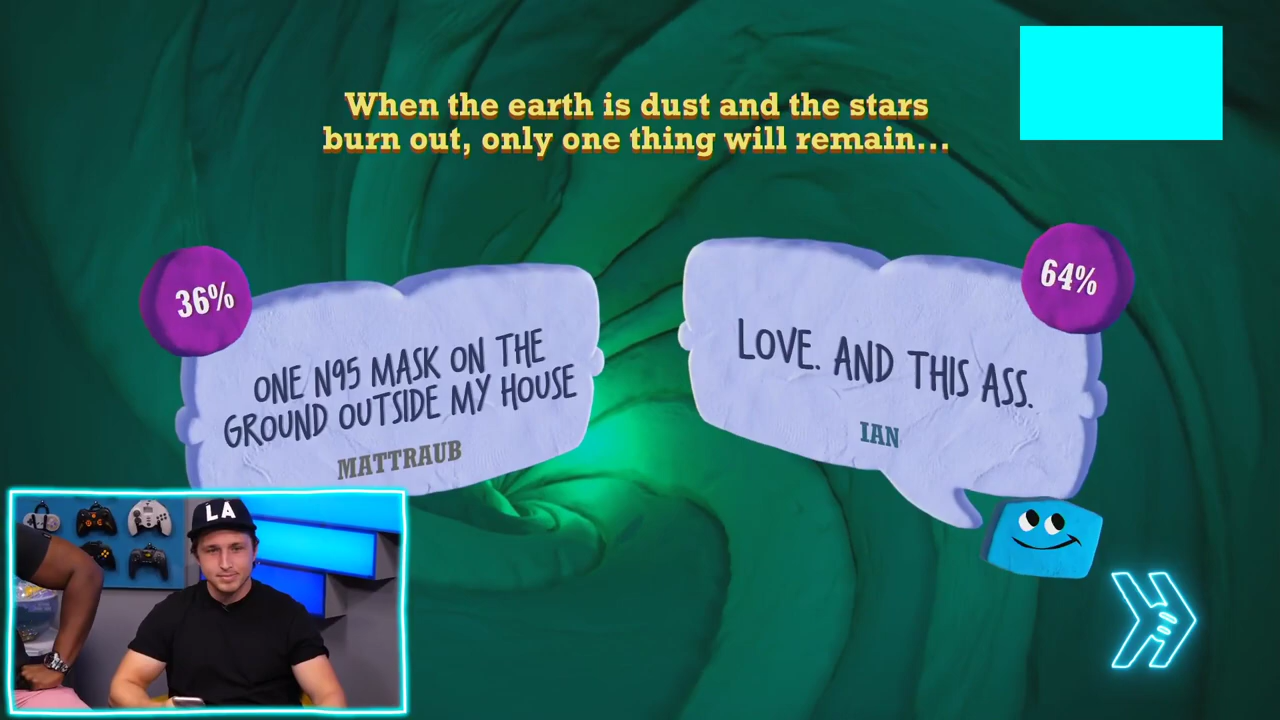 When the earth is dust and the stars
burn out, only one thing will remain...
36%
ONE N95 MASK ON THE
GROUND OUTSIDE MY HOUSE
MATTRAUB
64%
LOVE. AND THIS ASS.
IAN
LA